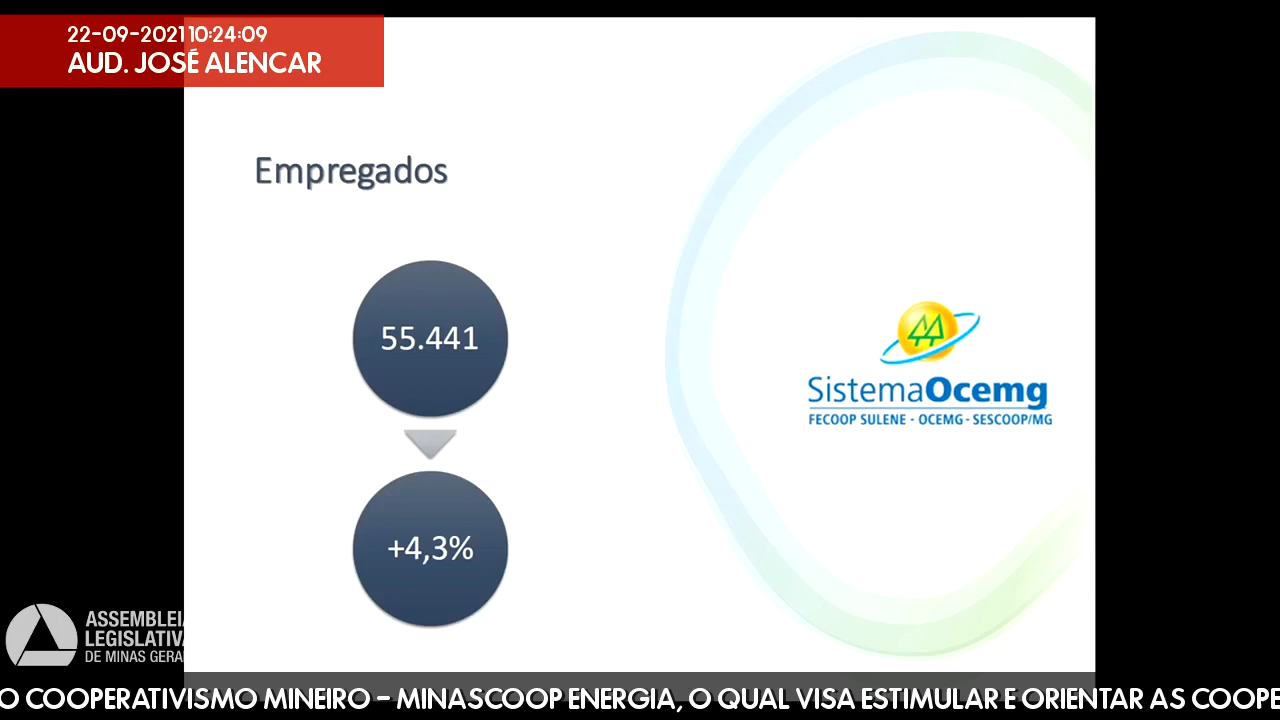 22-09-2021 10:24:09
AUD. JOSÉ ALENCAR
Empregados
55.441
+4,3%
SistemaOcemg
FECOOP SULENE - OCEMG - SESCOOP/MG
ASSEMBLEIA
LEGISLATIVA
DE MINAS GERAI
O COOPERATIVISMO MINEIRO – MINASCOOP ENERGIA, O QUAL VISA ESTIMULAR E ORIENTAR AS COOPE